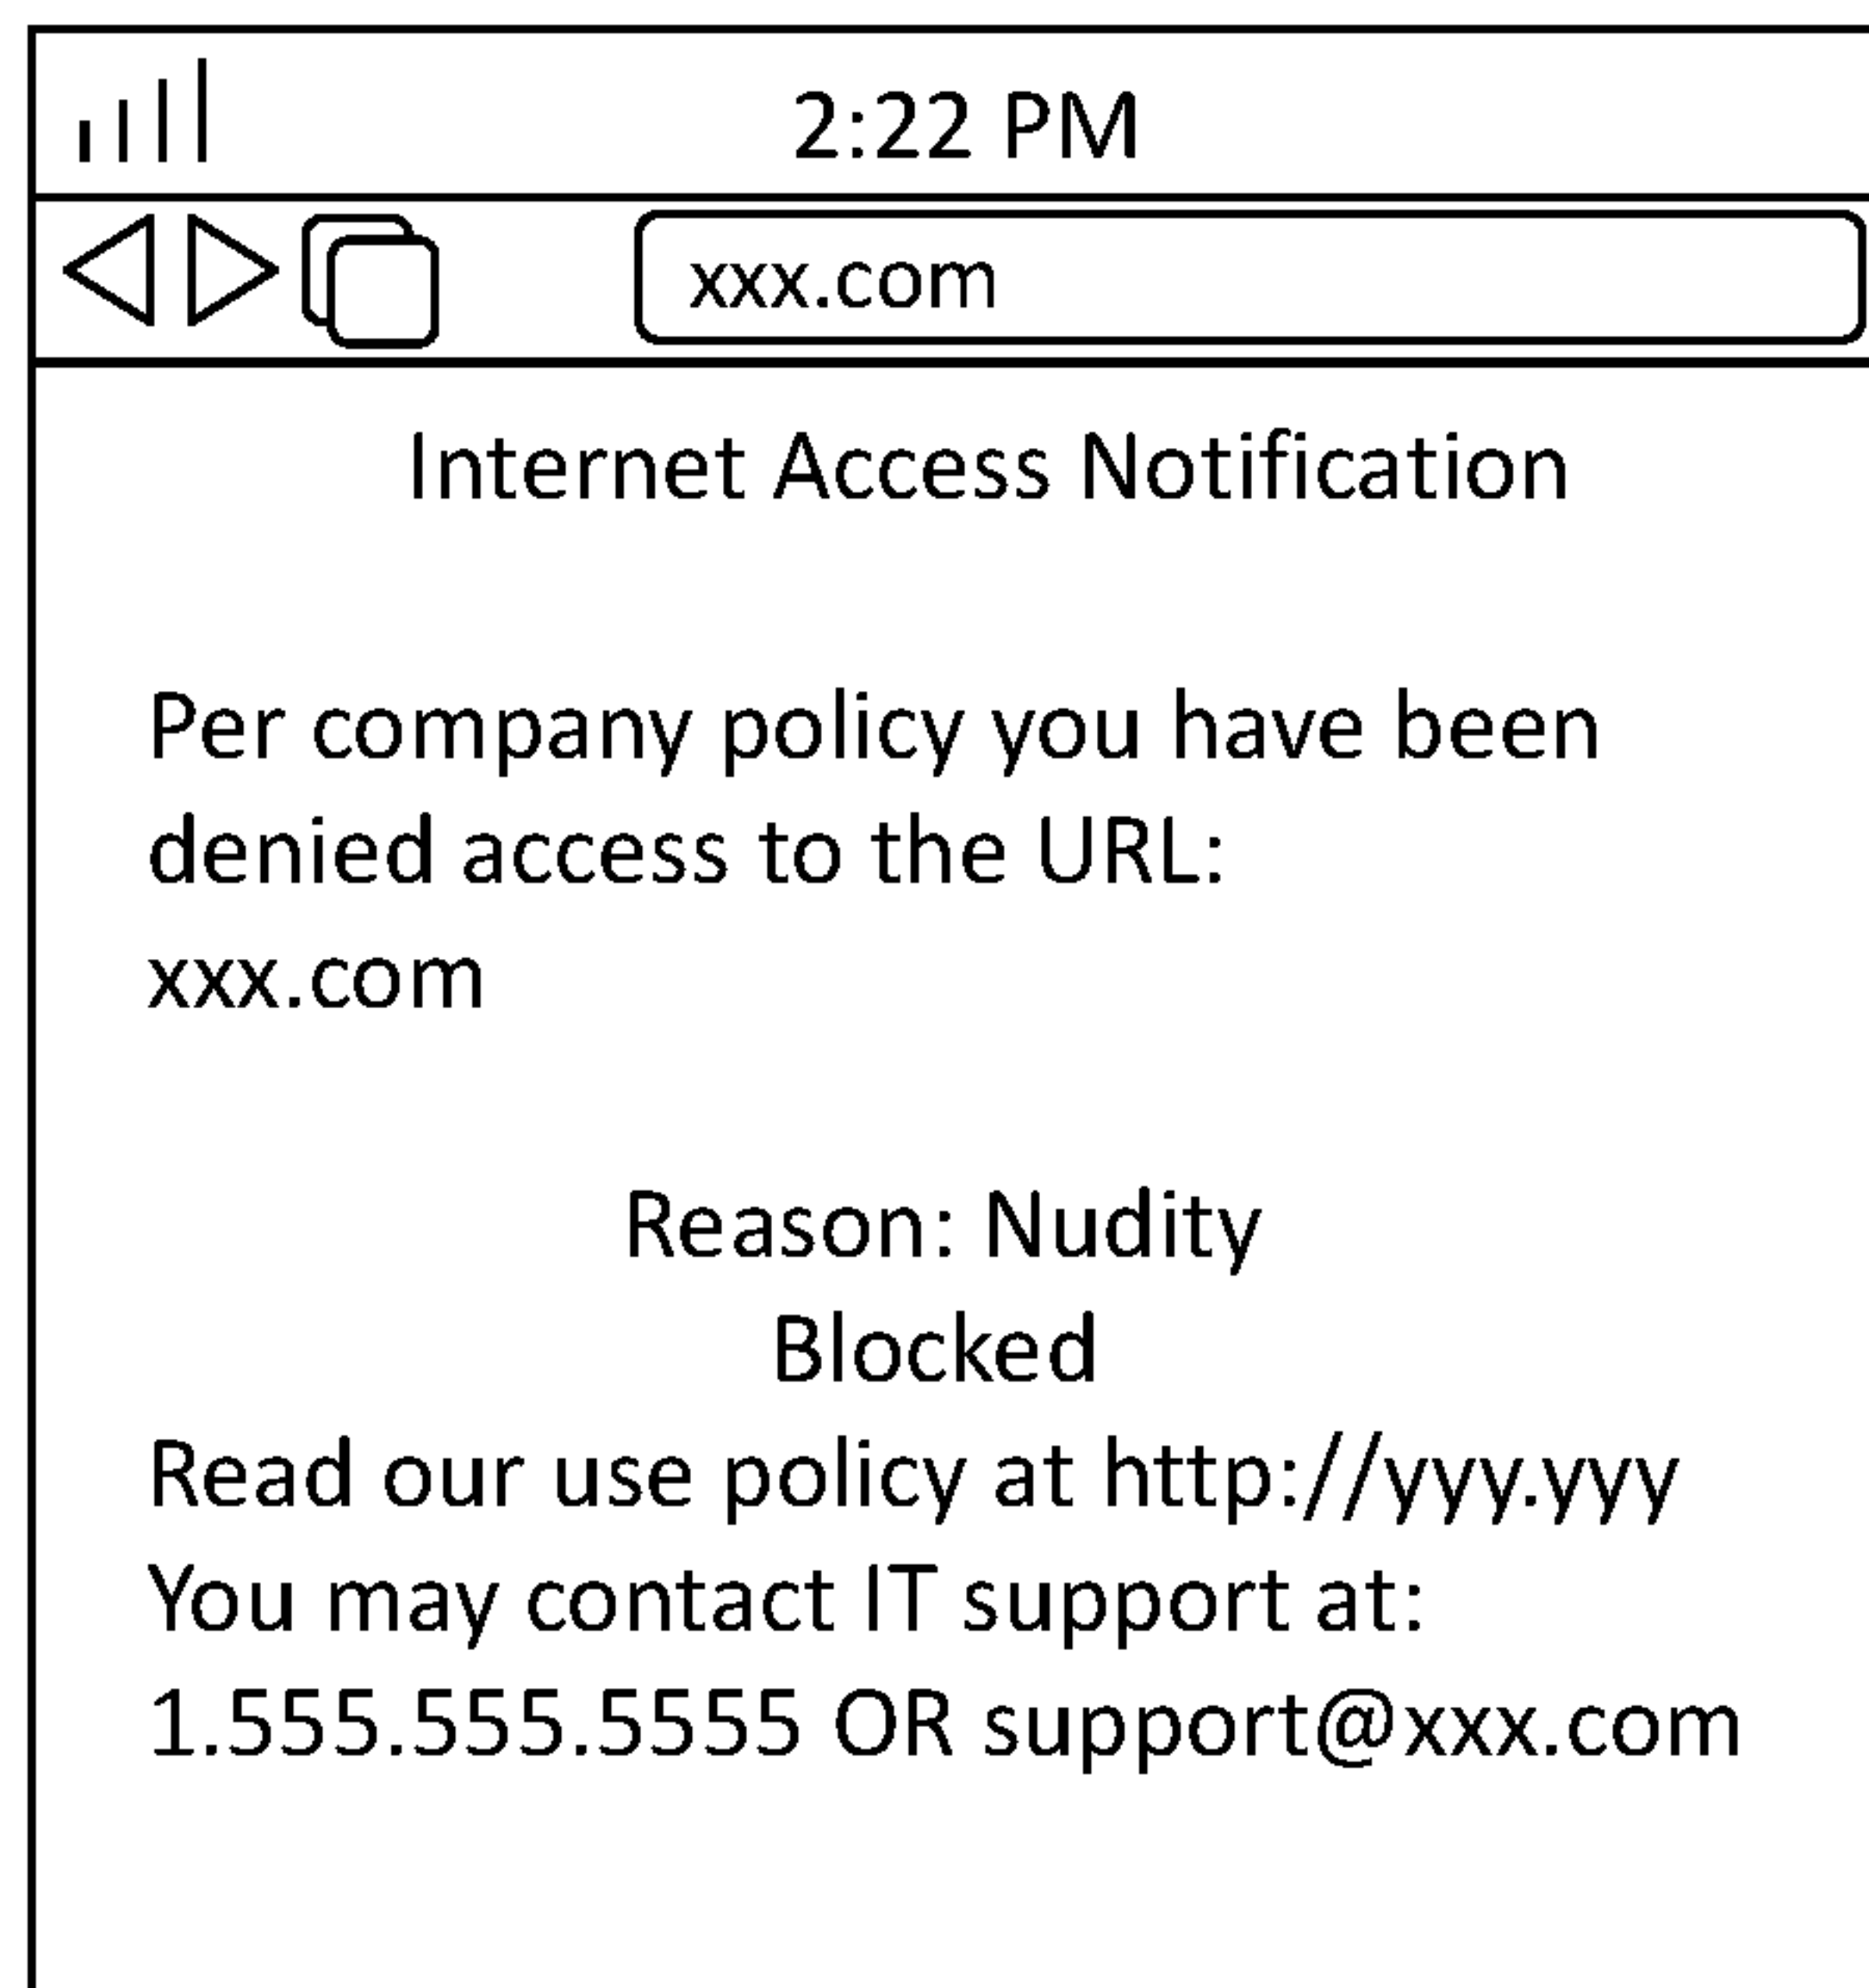 2:22 PM
xxx.com
Internet Access Notification
Per company policy you have been
denied access to the URL:
xxx.com
Reason: Nudity
Blocked
Read our use policy at http://yyy.yyy
You may contact IT support at:
1.555.555.5555 OR support@xxx.com